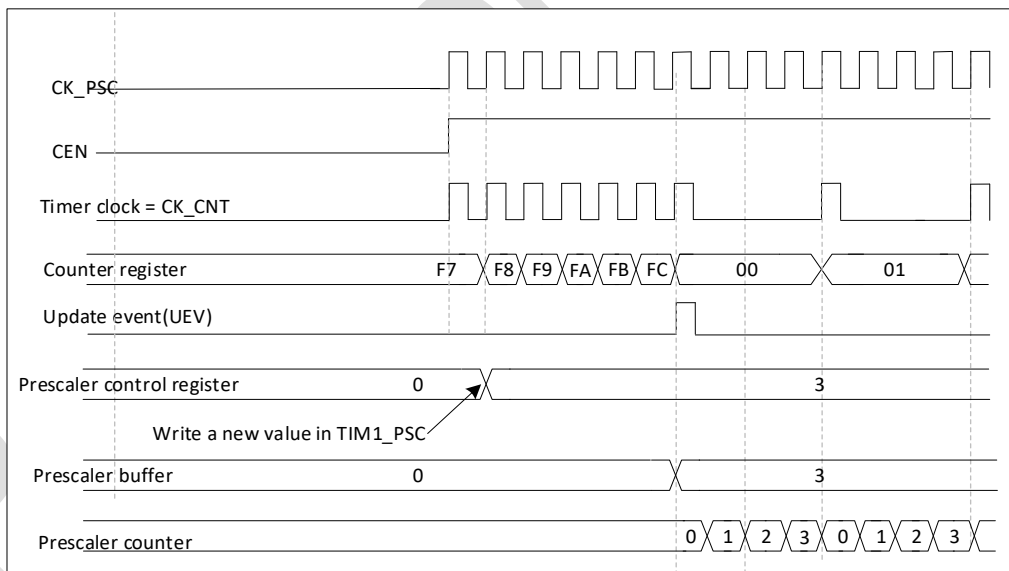 CK_PSC
CEN
Timer clock = CK_CNT
Counter register F7 F8 F9 FA FB FC 00 01
Update event(UEV)
Prescaler control register 0 3
Write a new value in TIM1_PSC
Prescaler buffer 0 3
Prescaler counter 0 1 2 3 0 1 2 3